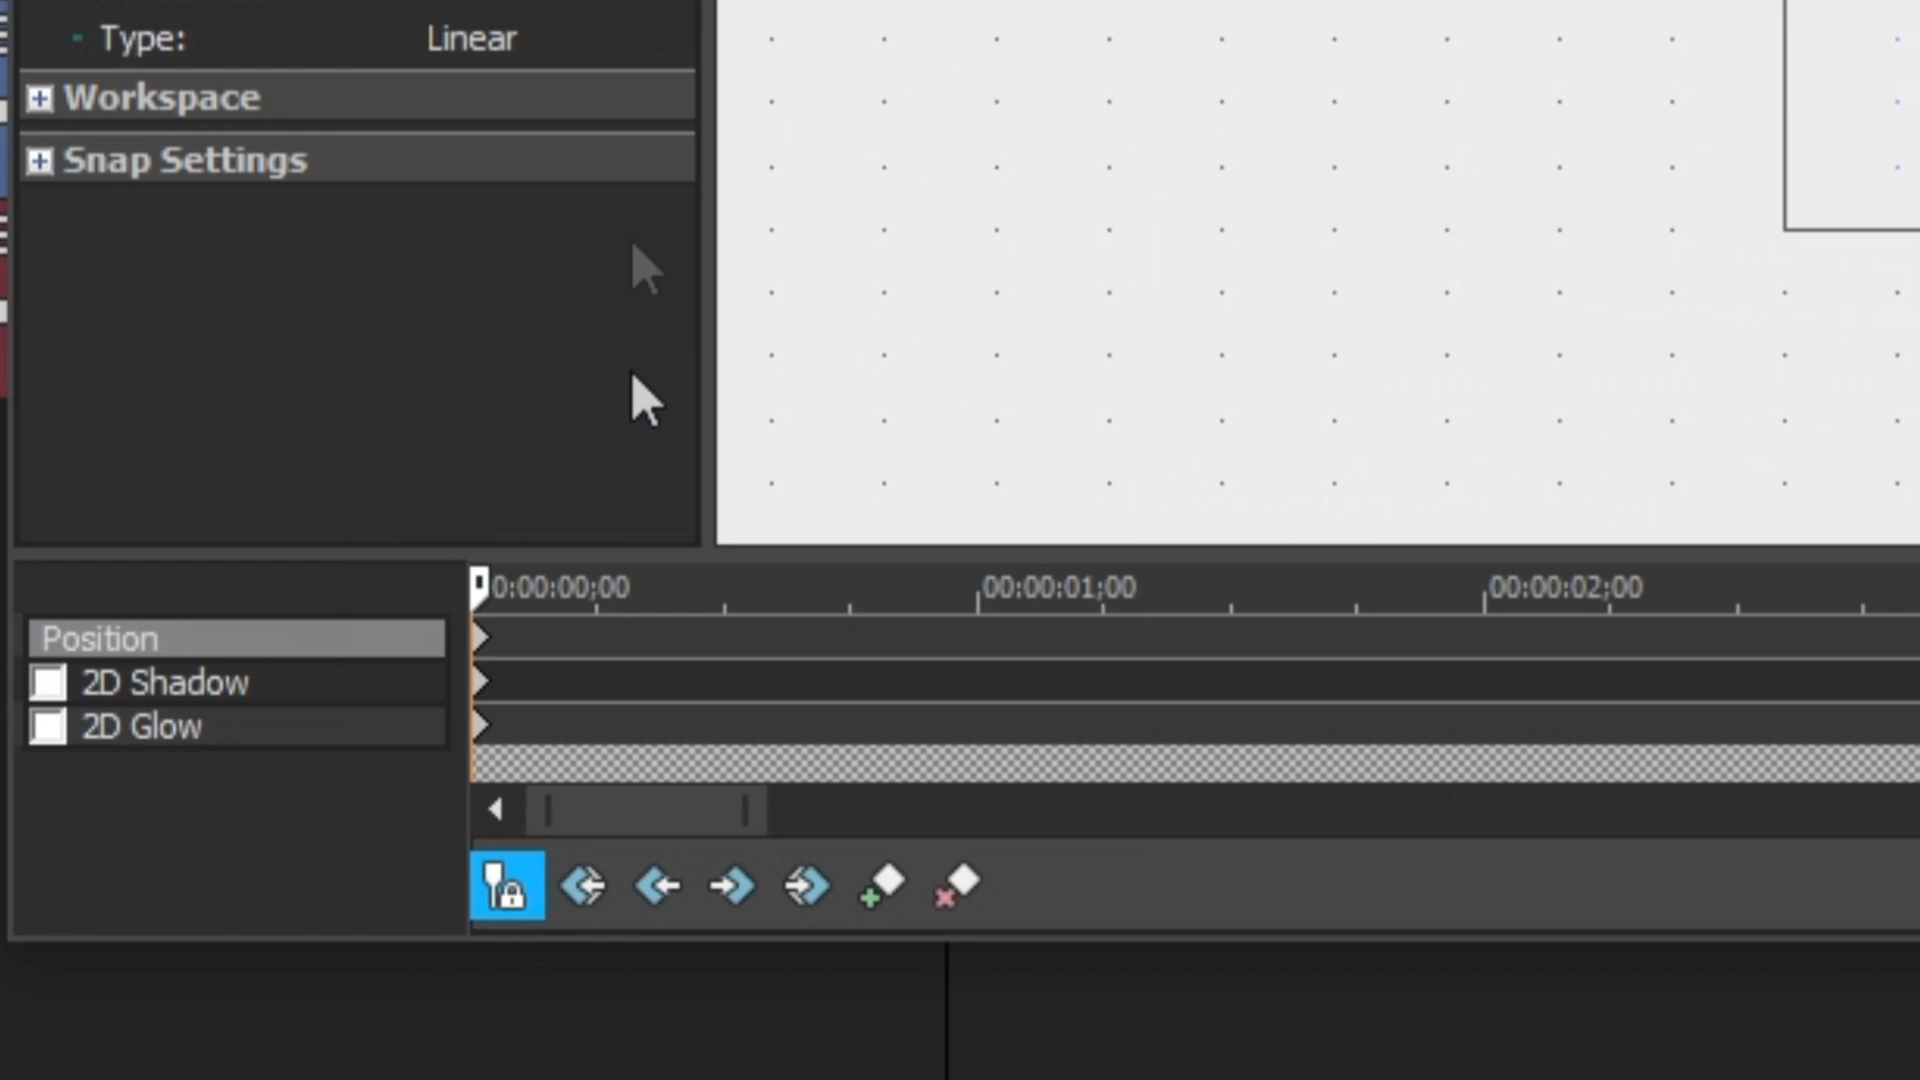 Type: Linear
Workspace
Snap Settings
0:00:00;00 00:00:01;00 00:00:02;00
Position
2D Shadow
2D Glow